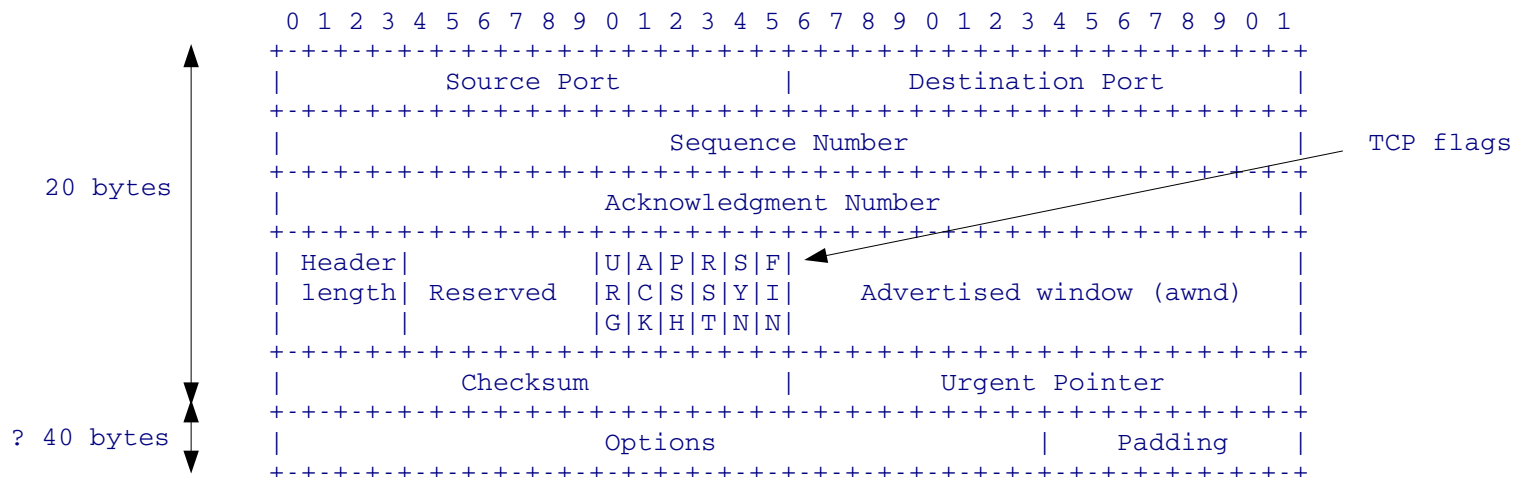 0 1 2 3 4 5 6 7 8 9 0 1 2 3 4 5 6 7 8 9 0 1 2 3 4 5 6 7 8 9 0 1
+-+-+-+-+-+-+-+-+-+-+-+-+-+-+-+-+-+-+-+-+-+-+-+-+-+-+-+-+-+-+-+-+
| Source Port | Destination Port |
+-+-+-+-+-+-+-+-+-+-+-+-+-+-+-+-+-+-+-+-+-+-+-+-+-+-+-+-+-+-+-+-+
| Sequence Number | TCP flags
+-+-+-+-+-+-+-+-+-+-+-+-+-+-+-+-+-+-+-+-+-+-+-+-+-+-+-+-+-+-+-+-+
20 bytes
| Acknowledgment Number |
+-+-+-+-+-+-+-+-+-+-+-+-+-+-+-+-+-+-+-+-+-+-+-+-+-+-+-+-+-+-+-+-+
| Header| |U|A|P|R|S|F| |
| length| Reserved |R|C|S|S|Y|I| Advertised window (awnd) |
| | |G|K|H|T|N|N| |
+-+-+-+-+-+-+-+-+-+-+-+-+-+-+-+-+-+-+-+-+-+-+-+-+-+-+-+-+-+-+-+-+
| Checksum | Urgent Pointer |
+-+-+-+-+-+-+-+-+-+-+-+-+-+-+-+-+-+-+-+-+-+-+-+-+-+-+-+-+-+-+-+-+
? 40 bytes | Options | Padding |
+-+-+-+-+-+-+-+-+-+-+-+-+-+-+-+-+-+-+-+-+-+-+-+-+-+-+-+-+-+-+-+-+